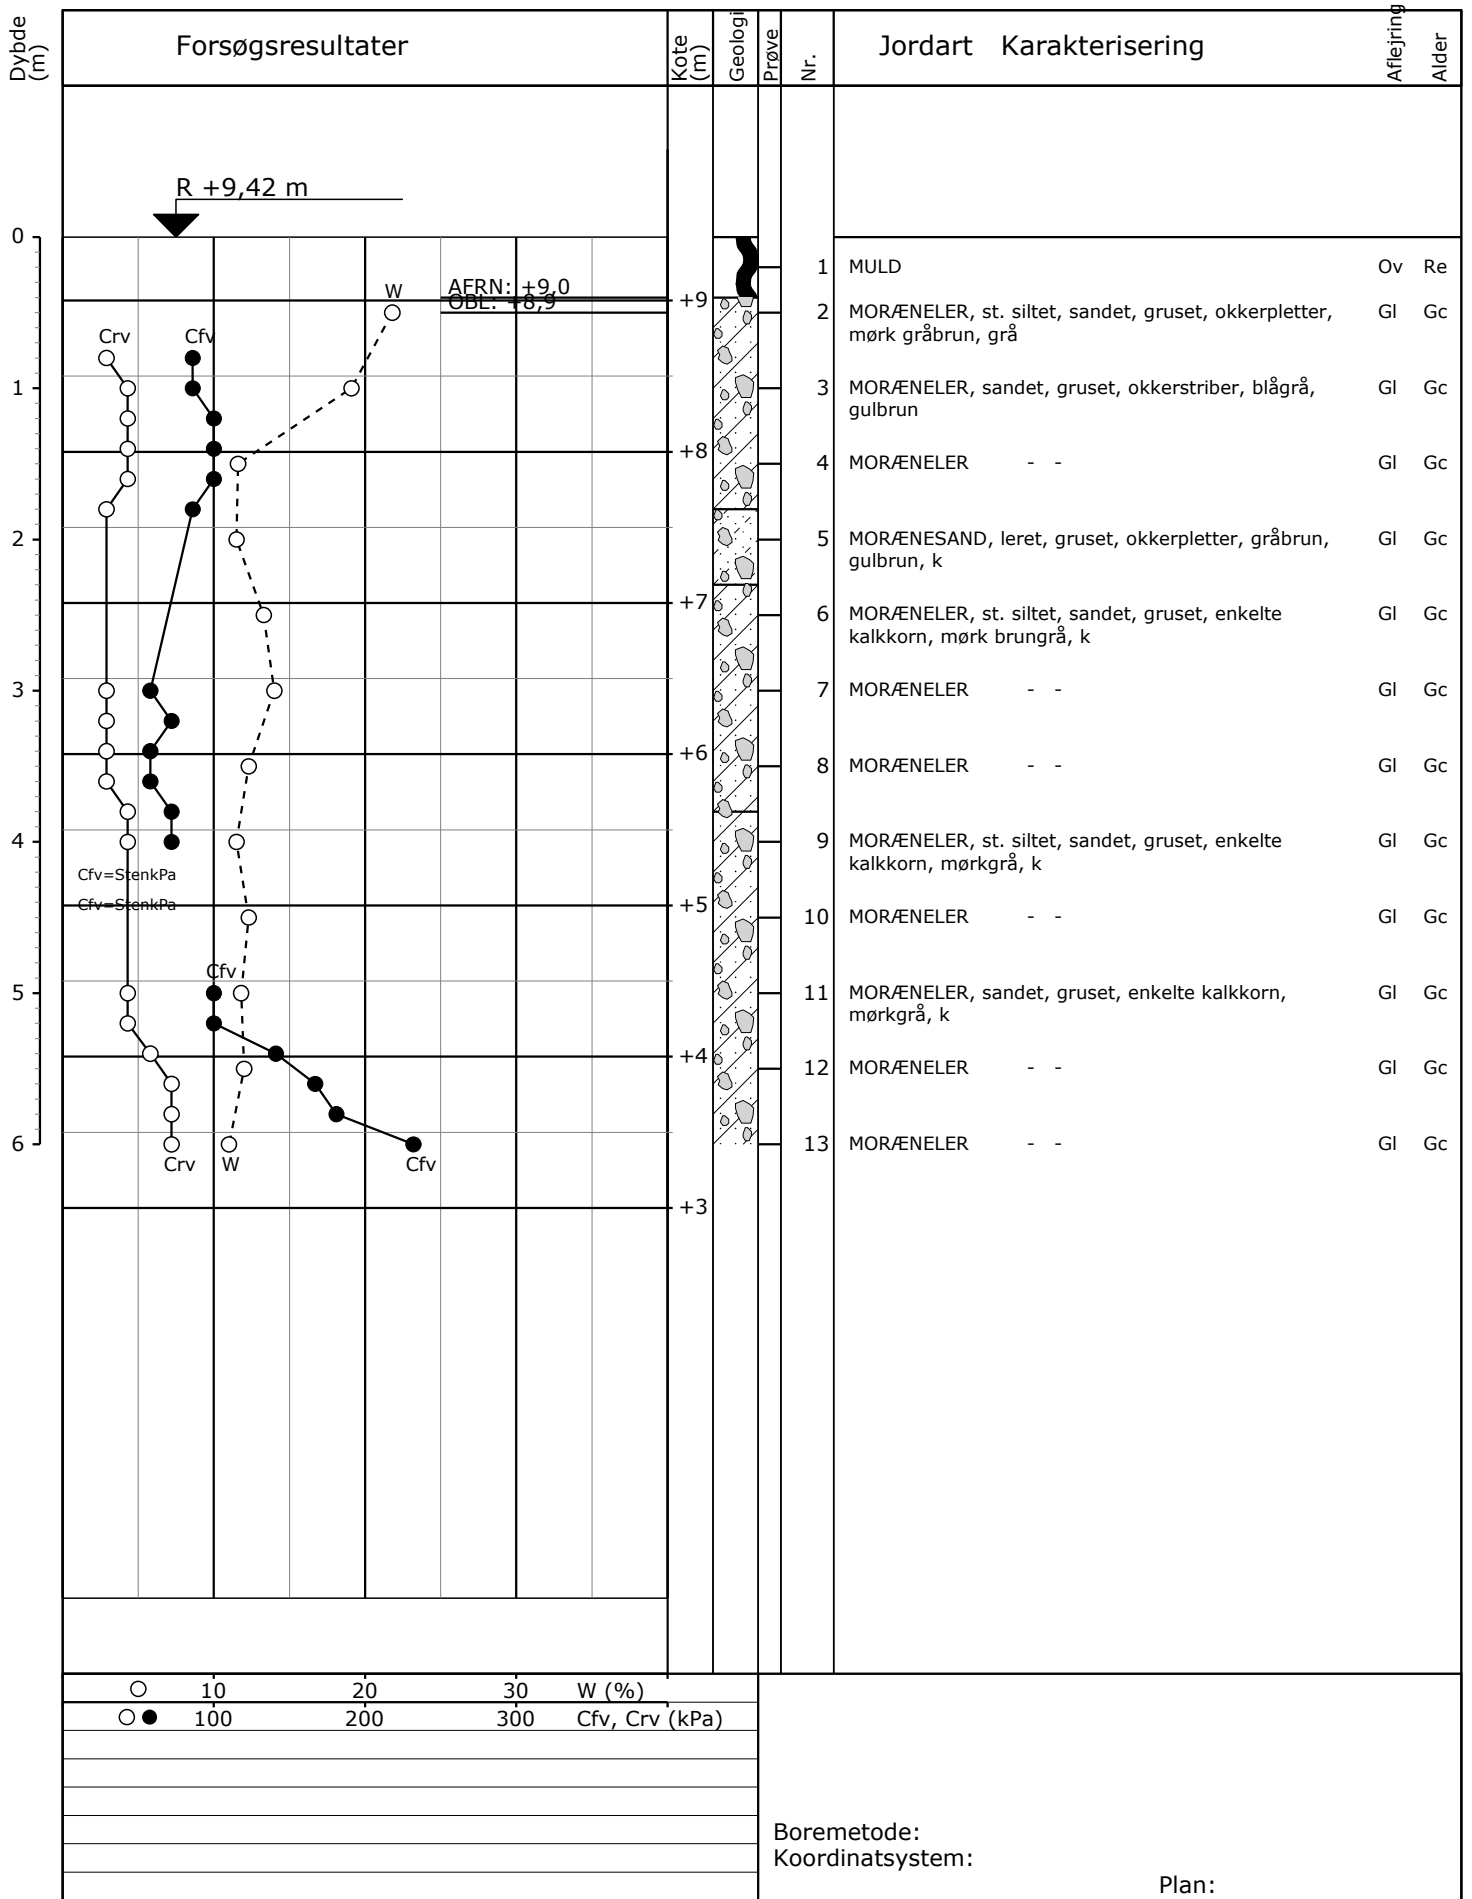 Dybde (m)
Forsøgsresultater
Kote (m)
Geologi
Prøve
Nr.
Jordart Karakterisering
Aflejring
Alder
R +9,42 m
0
1 MULD Ov Re
AFRN: +9,0
W
+9
OBL: +8,9
2 MORÆNELER, st. siltet, sandet, gruset, okkerpletter, Gl Gc
mørk gråbrun, grå
Crv Cfv
1
3 MORÆNELER, sandet, gruset, okkerstriber, blågrå, Gl Gc
gulbrun
+8
4 MORÆNELER - - Gl Gc
2
5 MORÆNESAND, leret, gruset, okkerpletter, gråbrun, Gl Gc
gulbrun, k
+7
6 MORÆNELER, st. siltet, sandet, gruset, enkelte Gl Gc
kalkkorn, mørk brungrå, k
3
7 MORÆNELER - - Gl Gc
+6
8 MORÆNELER - - Gl Gc
4
9 MORÆNELER, st. siltet, sandet, gruset, enkelte Gl Gc
kalkkorn, mørkgrå, k
Cfv=StenkPa
Cfv=StenkPa
+5
10 MORÆNELER - - Gl Gc
Cfv
5
11 MORÆNELER, sandet, gruset, enkelte kalkkorn, Gl Gc
mørkgrå, k
+4
12 MORÆNELER - - Gl Gc
6
13 MORÆNELER - - Gl Gc
Crv W Cfv
+3
10 20 30 W (%)
100 200 300 Cfv, Crv (kPa)
Boremetode:
Koordinatsystem:
Plan: